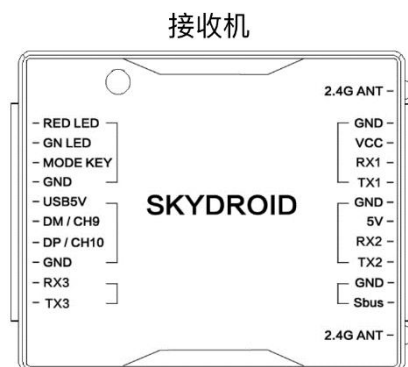 接收机
2.4G ANT
RED LED
GN LED
MODE KEY
GND
USB5V
DM / CH9
DP / CH10
GND
RX3
TX3
SKYDROID
GND
VCC
RX1
TX1
GND
5V
RX2
TX2
GND
Sbus
2.4G ANT